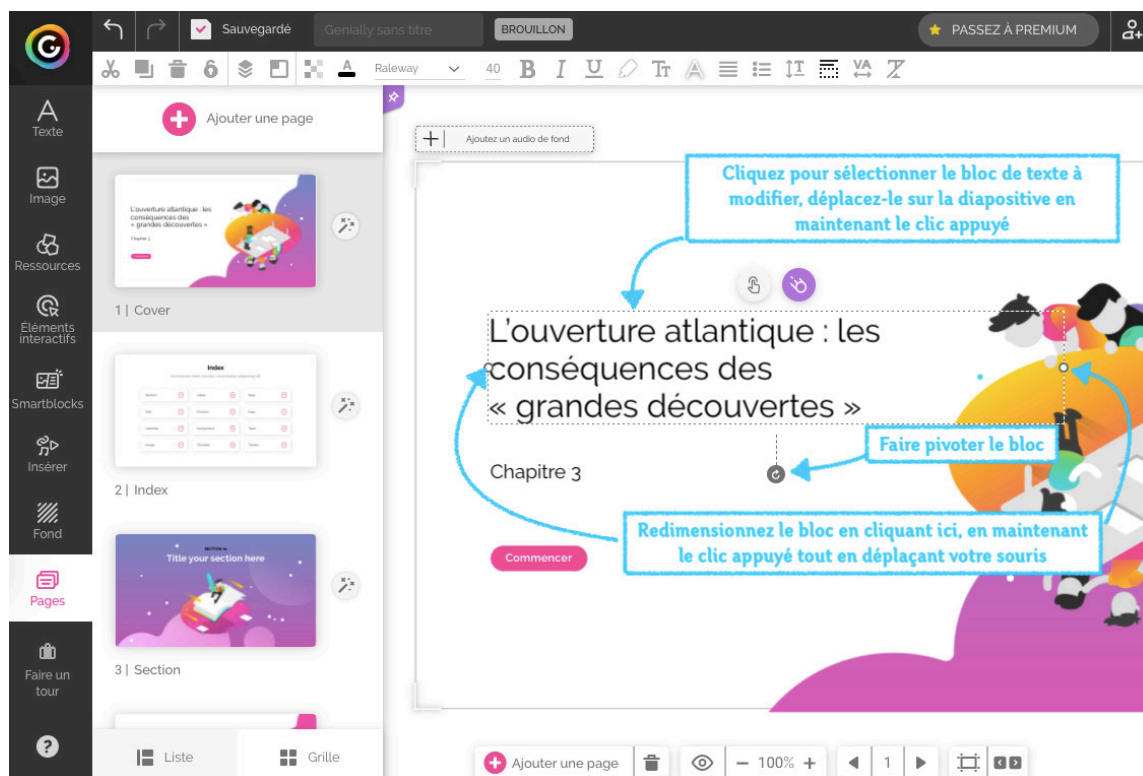 Sauvegardé
Genially sans titre
BROUILLON
PASSEZ À PREMIUM
Raleway
40
Texte
Image
Ressources
Éléments
interactifs
Smartblocks
Insérer
Fond
Pages
Faire un
tour
Ajouter une page
L'ouverture atlantique : les
conséquences des
« grandes découvertes »
Chapitre 3
1 | Cover
Index
2 | Index
Title your section here
3 | Section
Liste
Grille
Ajoutez un audio de fond
Cliquez pour sélectionner le bloc de texte à
modifier, déplacez-le sur la diapositive en
maintenant le clic appuyé
L'ouverture atlantique : les
conséquences des
« grandes découvertes »
Faire pivoter le bloc
Chapitre 3
Redimensionnez le bloc en cliquant ici, en maintenant
le clic appuyé tout en déplaçant votre souris
Commencer
Ajouter une page
100%
1